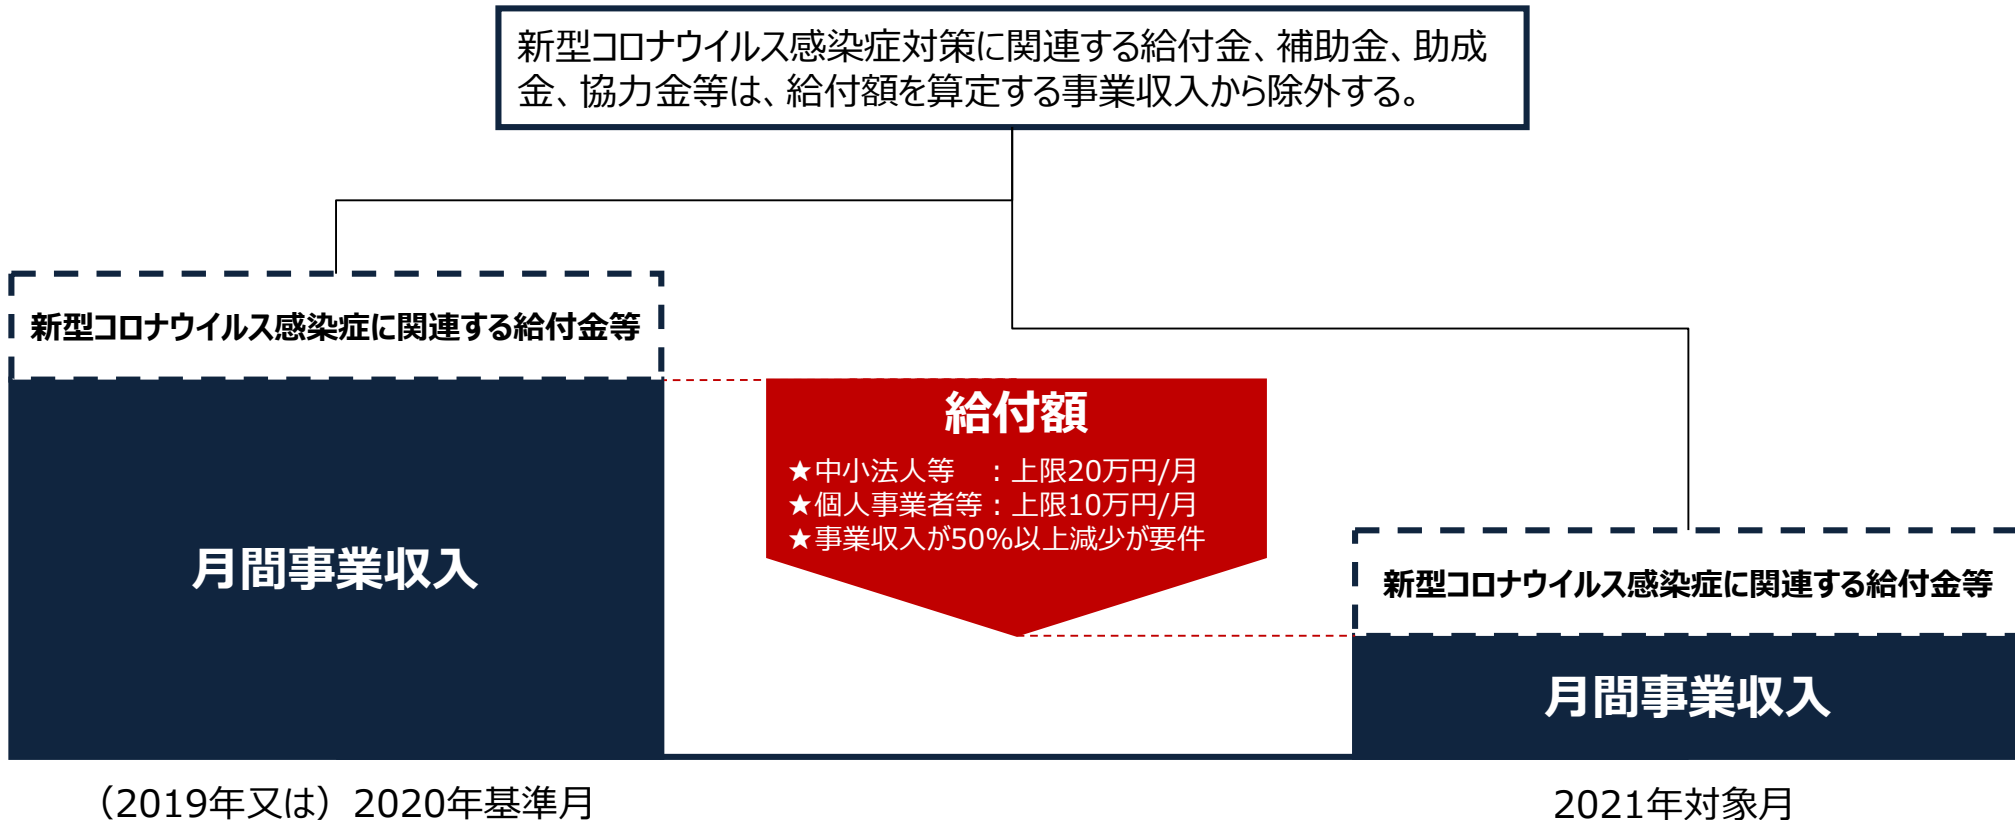 新型コロナウイルス感染症対策に関連する給付金、補助金、助成
金、協力金等は、給付額を算定する事業収入から除外する。
新型コロナウイルス感染症に関連する給付金等
給付額
★中小法人等　：上限20万円/月
★個人事業者等：上限10万円/月
★事業収入が50%以上減少が要件
月間事業収入
新型コロナウイルス感染症に関連する給付金等
月間事業収入
（2019年又は）2020年基準月
2021年対象月